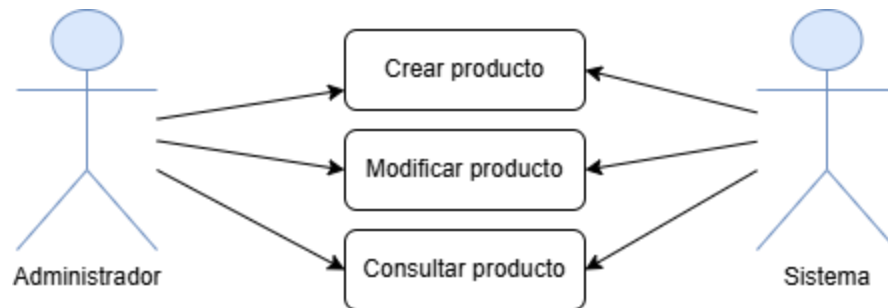 Crear producto
Modificar producto
Consultar producto
Administrador
Sistema